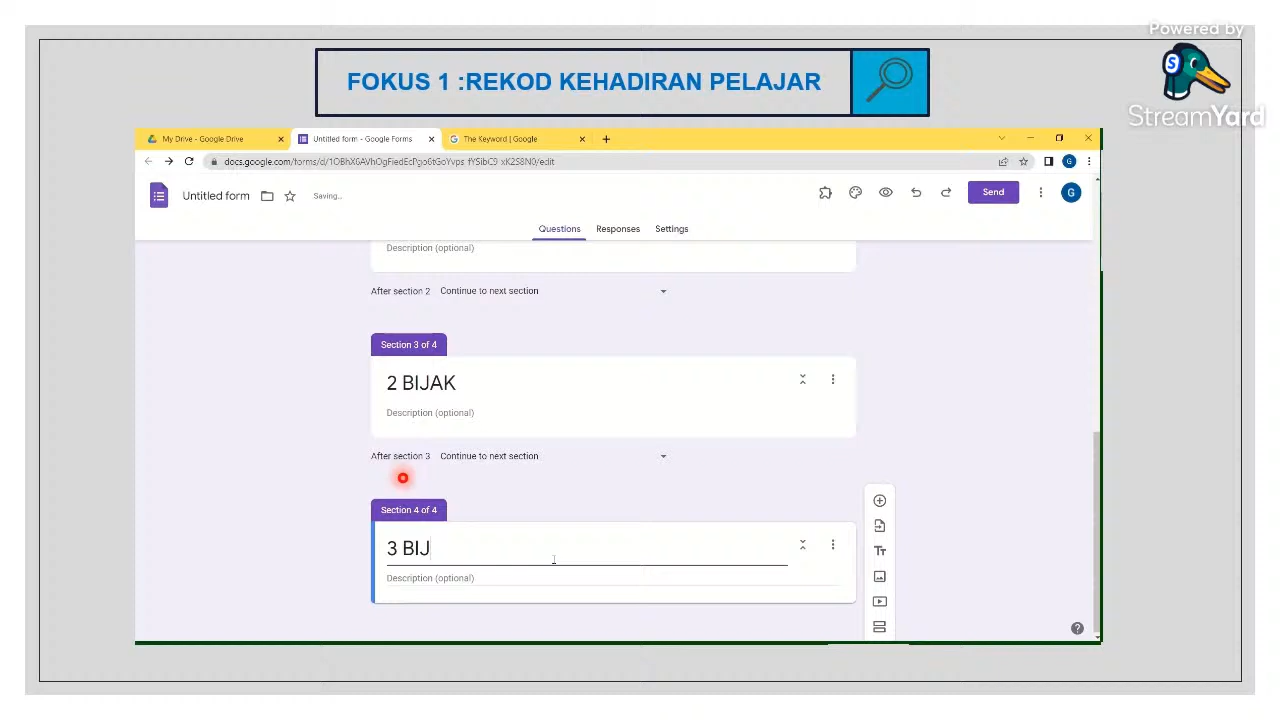 Powered by
StreamYard
FOKUS 1 :REKOD KEHADIRAN PELAJAR
My Drive - Google Drive
Untitled form - Google Forms
The Keyword | Google
Untitled form
Saving...
Send
G
Questions
Responses
Settings
Description (optional)
After section 2 Continue to next section
Section 3 of 4
2 BIJAK
Description (optional)
After section 3 Continue to next section
Section 4 of 4
3 BIJ
Description (optional)